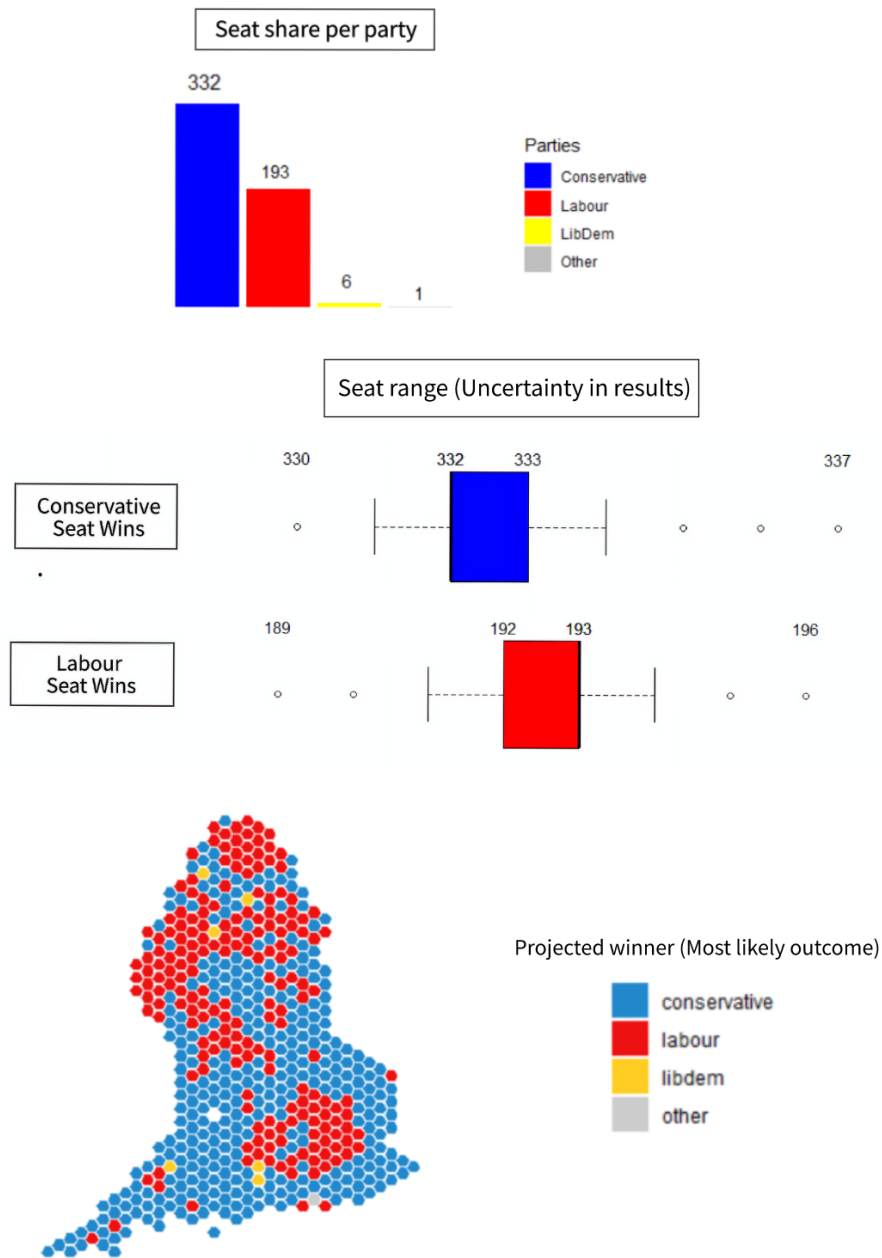 Seat share per party
332
193
6
1
Parties
Conservative
Labour
LibDem
Other
Seat range (Uncertainty in results)
330
332
333
337
Conservative
Seat Wins
.
189
192
193
196
Labour
Seat Wins
Projected winner (Most likely outcome)
conservative
labour
libdem
other